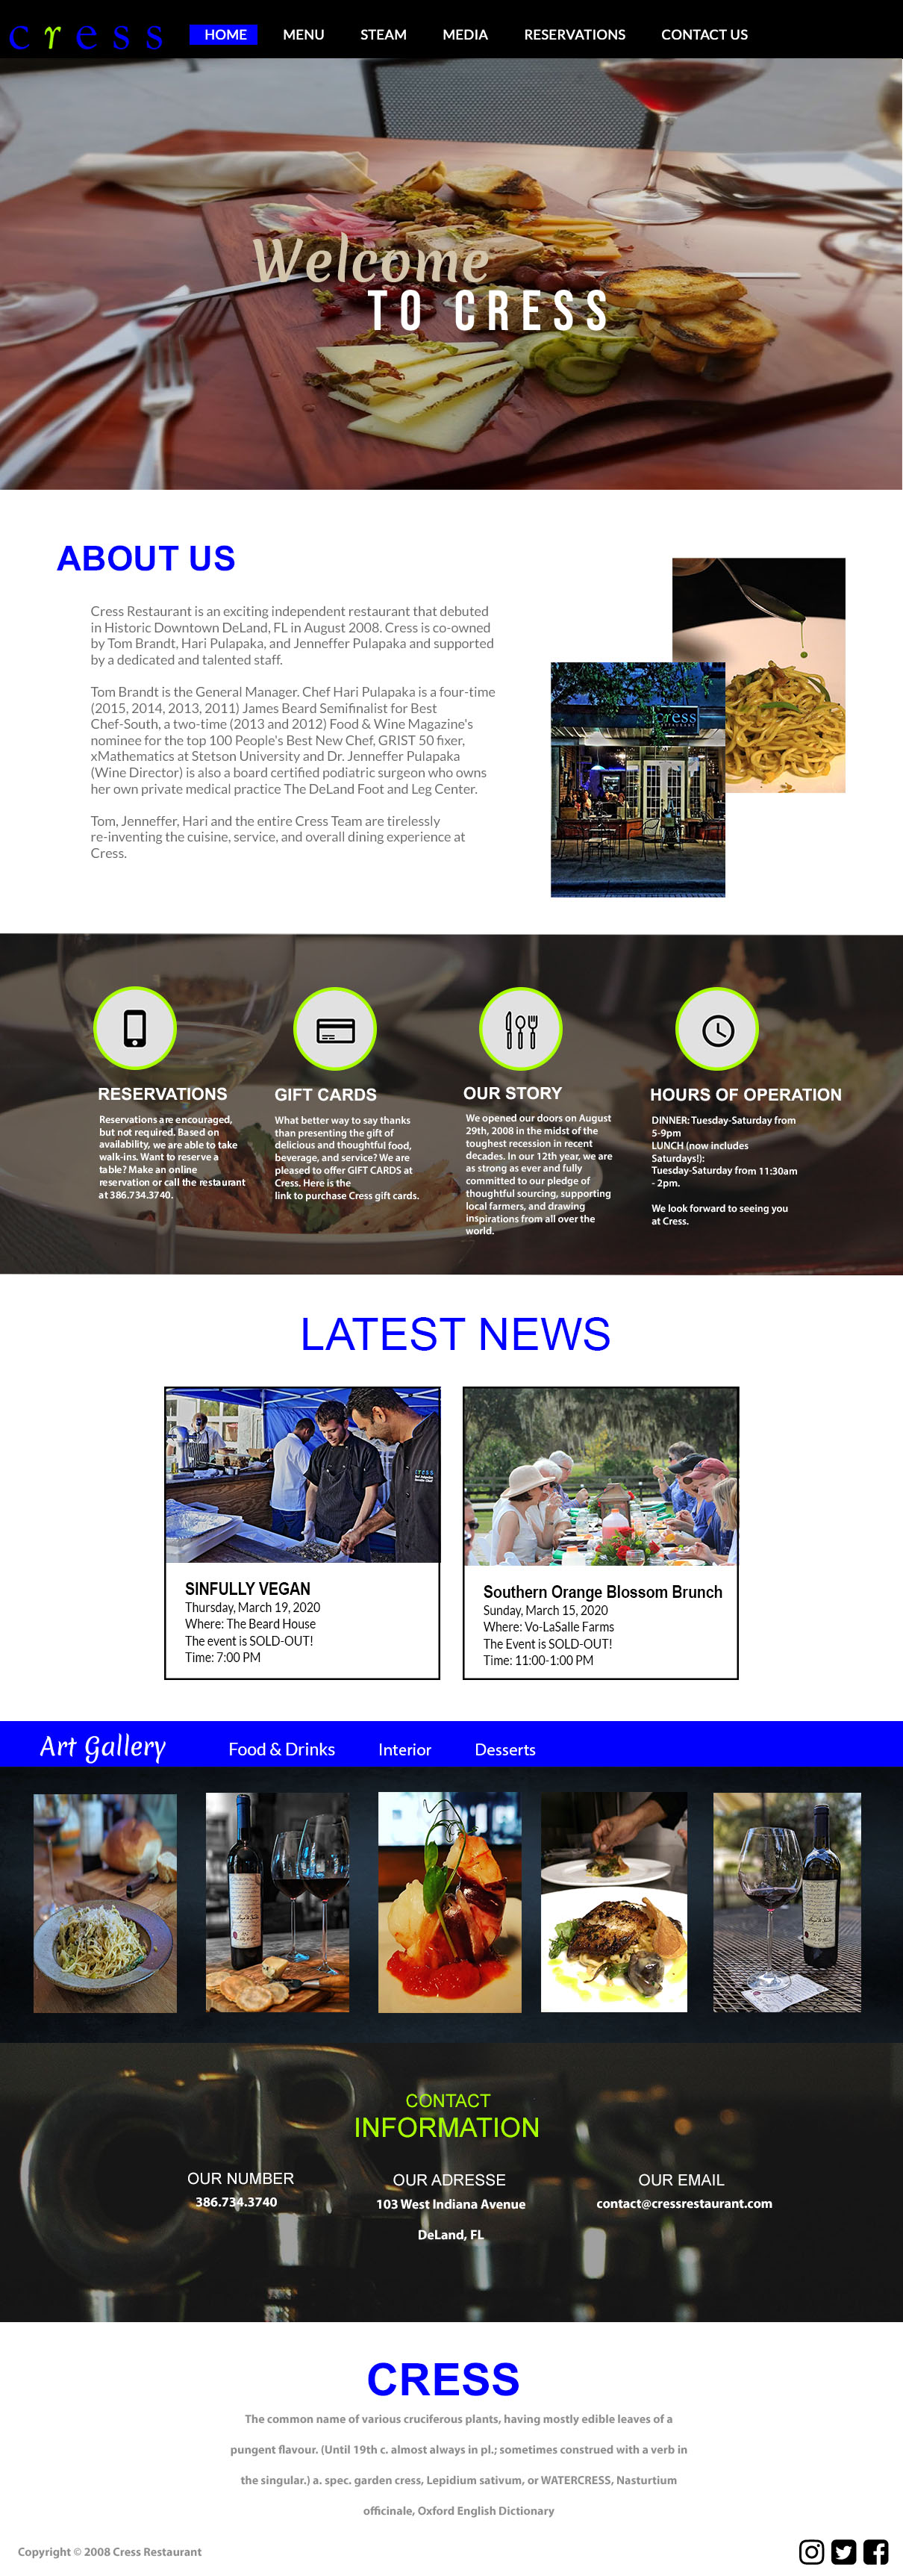 cress HOME MENU STEAM MEDIA RESERVATIONS CONTACT US
Welcome
TO CRESS
ABOUT US
Cress Restaurant is an exciting independent restaurant that debuted
in Historic Downtown DeLand, FL in August 2008. Cress is co-owned
by Tom Brandt, Hari Pulapaka, and Jenneffer Pulapaka and supported
by a dedicated and talented staff.
Tom Brandt is the General Manager. Chef Hari Pulapaka is a four-time
(2015, 2014, 2013, 2011) James Beard Semifinalist for Best
Chef-South, a two-time (2013 and 2012) Food & Wine Magazine's
nominee for the top 100 People's Best New Chef, GRIST 50 fixer,
xMathematics at Stetson University and Dr. Jenneffer Pulapaka
(Wine Director) is also a board certified podiatric surgeon who owns
her own private medical practice The DeLand Foot and Leg Center.
Tom, Jenneffer, Hari and the entire Cress Team are tirelessly
re-inventing the cuisine, service, and overall dining experience at
Cress.
cress
RESTAURANT
RESERVATIONS
Reservations are encouraged,
but not required. Based on
availability, we are able to take
walk-ins. Want to reserve a
table? Make an online
reservation or call the restaurant
at 386.734.3740.
GIFT CARDS
What better way to say thanks
than presenting the gift of
delicious and thoughtful food,
beverage, and service? We are
pleased to offer GIFT CARDS at
Cress. Here is the
link to purchase Cress gift cards.
OUR STORY
We opened our doors on August
29th, 2008 in the midst of the
toughest recession in recent
decades. In our 12th year, we are
as strong as ever and fully
committed to our pledge of
thoughtful sourcing, supporting
local farmers, and drawing
inspirations from all over the
world.
HOURS OF OPERATION
DINNER: Tuesday-Saturday from
5-9pm
LUNCH (now includes
Saturdays!):
Tuesday-Saturday from 11:30am
- 2pm.
We look forward to seeing you
at Cress.
LATEST NEWS
cress
SINFULLY VEGAN
Thursday, March 19, 2020
Where: The Beard House
The event is SOLD-OUT!
Time: 7:00 PM
Southern Orange Blossom Brunch
Sunday, March 15, 2020
Where: Vo-LaSalle Farms
The Event is SOLD-OUT!
Time: 11:00-1:00 PM
Art Gallery Food & Drinks Interior Desserts
CONTACT
INFORMATION
OUR NUMBER
386.734.3740
OUR ADRESSE
103 West Indiana Avenue
DeLand, FL
OUR EMAIL
contact@cressrestaurant.com
CRESS
The common name of various cruciferous plants, having mostly edible leaves of a
pungent flavour. (Until 19th c. almost always in pl.; sometimes construed with a verb in
the singular.) a. spec. garden cress, Lepidium sativum, or WATERCRESS, Nasturtium
officinale, Oxford English Dictionary
Copyright © 2008 Cress Restaurant